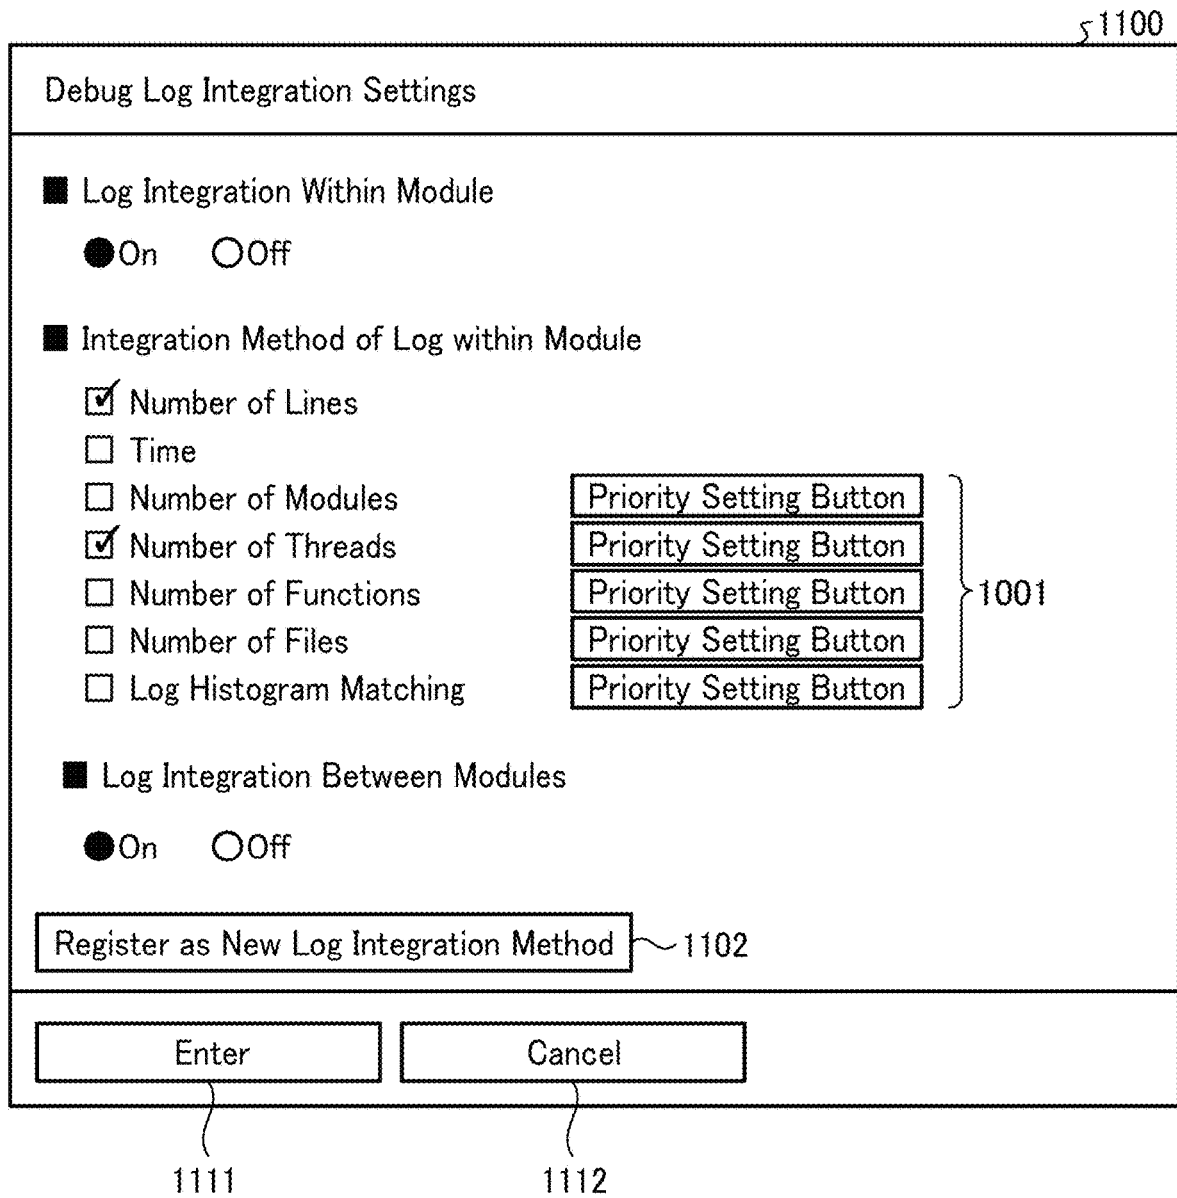 1100
Debug Log Integration Settings
Log Integration Within Module
On Off
Integration Method of Log within Module
Number of Lines
Time
Number of Modules Priority Setting Button
Number of Threads Priority Setting Button
Number of Functions Priority Setting Button 1001
Number of Files Priority Setting Button
Log Histogram Matching Priority Setting Button
Log Integration Between Modules
On Off
Register as New Log Integration Method 1102
Enter Cancel
1111 1112